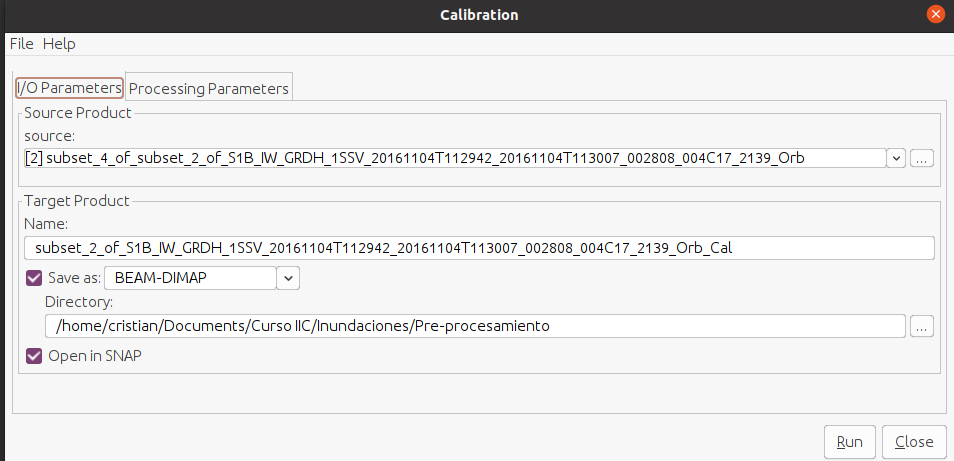 Calibration
File Help
I/O Parameters Processing Parameters
Source Product
source:
[2] subset_4_of_subset_2_of_S1B_IW_GRDH_1SSV_20161104T112942_20161104T113007_002808_004C17_2139_Orb ...
Target Product
Name:
subset_2_of_S1B_IW_GRDH_1SSV_20161104T112942_20161104T113007_002808_004C17_2139_Orb_Cal
Save as: BEAM-DIMAP
Directory:
/home/cristian/Documents/Curso IIC/Inundaciones/Pre-procesamiento ...
Open in SNAP
Run Close